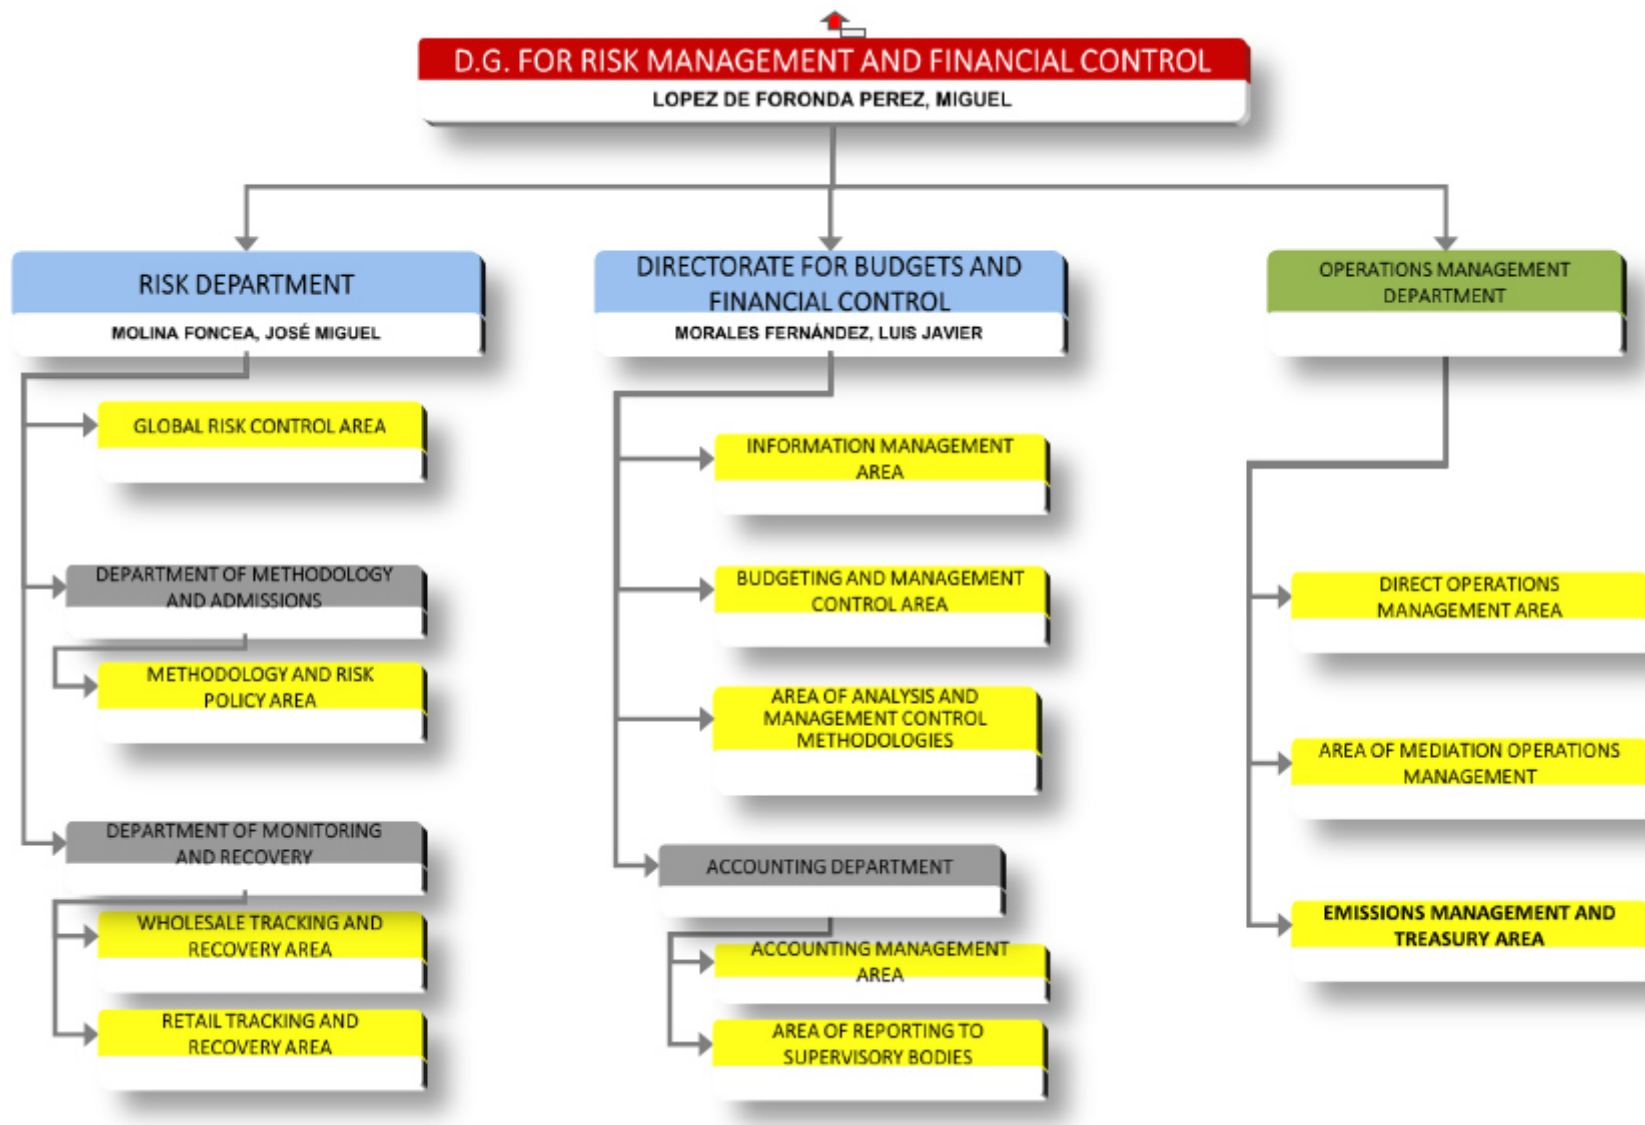 D.G. FOR RISK MANAGEMENT AND FINANCIAL CONTROL
LOPEZ DE FORONDA PEREZ, MIGUEL
RISK DEPARTMENT
MOLINA FONCEA, JOSÉ MIGUEL
GLOBAL RISK CONTROL AREA
DEPARTMENT OF METHODOLOGY
AND ADMISSIONS
METHODOLOGY AND RISK
POLICY AREA
DEPARTMENT OF MONITORING
AND RECOVERY
WHOLESALE TRACKING AND
RECOVERY AREA
RETAIL TRACKING AND
RECOVERY AREA
DIRECTORATE FOR BUDGETS AND
FINANCIAL CONTROL
MORALES FERNÁNDEZ, LUIS JAVIER
INFORMATION MANAGEMENT
AREA
BUDGETING AND MANAGEMENT
CONTROL AREA
AREA OF ANALYSIS AND
MANAGEMENT CONTROL
METHODOLOGIES
ACCOUNTING DEPARTMENT
ACCOUNTING MANAGEMENT
AREA
AREA OF REPORTING TO
SUPERVISORY BODIES
OPERATIONS MANAGEMENT
DEPARTMENT
DIRECT OPERATIONS
MANAGEMENT AREA
AREA OF MEDIATION OPERATIONS
MANAGEMENT
EMISSIONS MANAGEMENT AND
TREASURY AREA